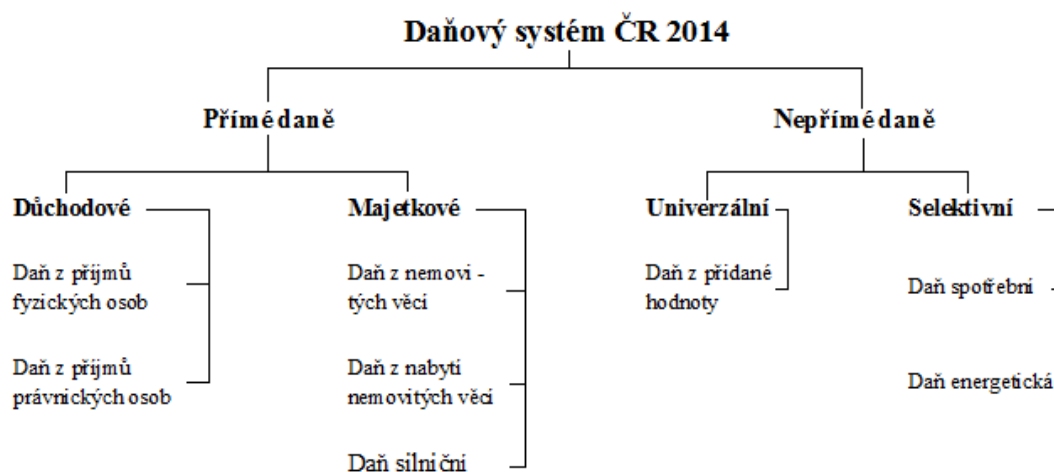 Daňový systém ČR 2014
Přímé daně
Nepřímé daně
Důchodové
Majetkové
Univerzální
Selektivní
Daň z příjmů
fyzických osob
Daň z nemovi -
tých věcí
Daň z přidané
hodnoty
Daň spotřební
Daň z příjmů
právnických osob
Daň z nabytí
nemovitých věcí
Daň energetická
Daň silniční